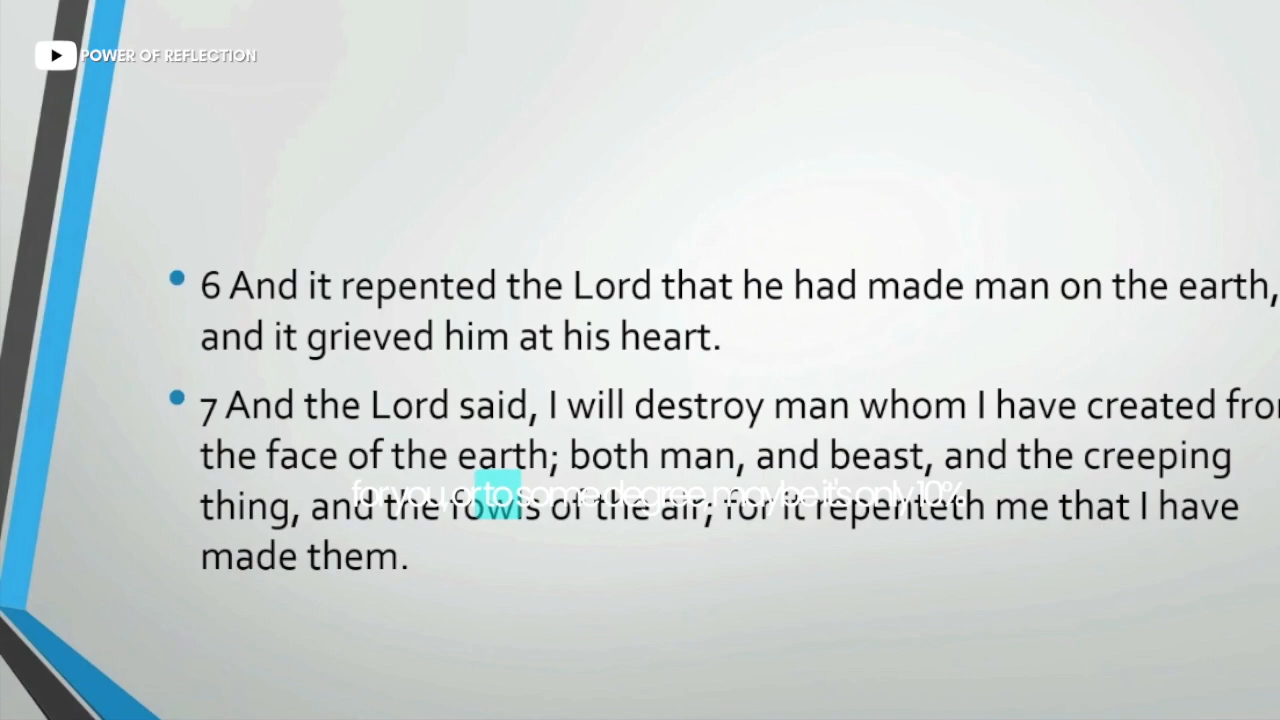 POWER OF REFLECTION
6 And it repented the Lord that he had made man on the earth,
and it grieved him at his heart.
7 And the Lord said, I will destroy man whom I have created fro
the face of the earth; both man, and beast, and the creeping
for you, or to some degree, maybe it's only 10%
thing, and the fowls of the air; for it repenteth me that I have
made them.